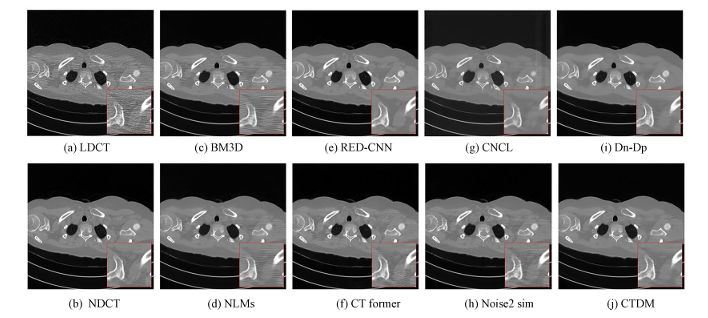 (a) LDCT
(c) BM3D
(e) RED-CNN
(g) CNCL
(i) Dn-Dp
(b) NDCT
(d) NLMs
(f) CT former
(h) Noise2 sim
(j) CTDM